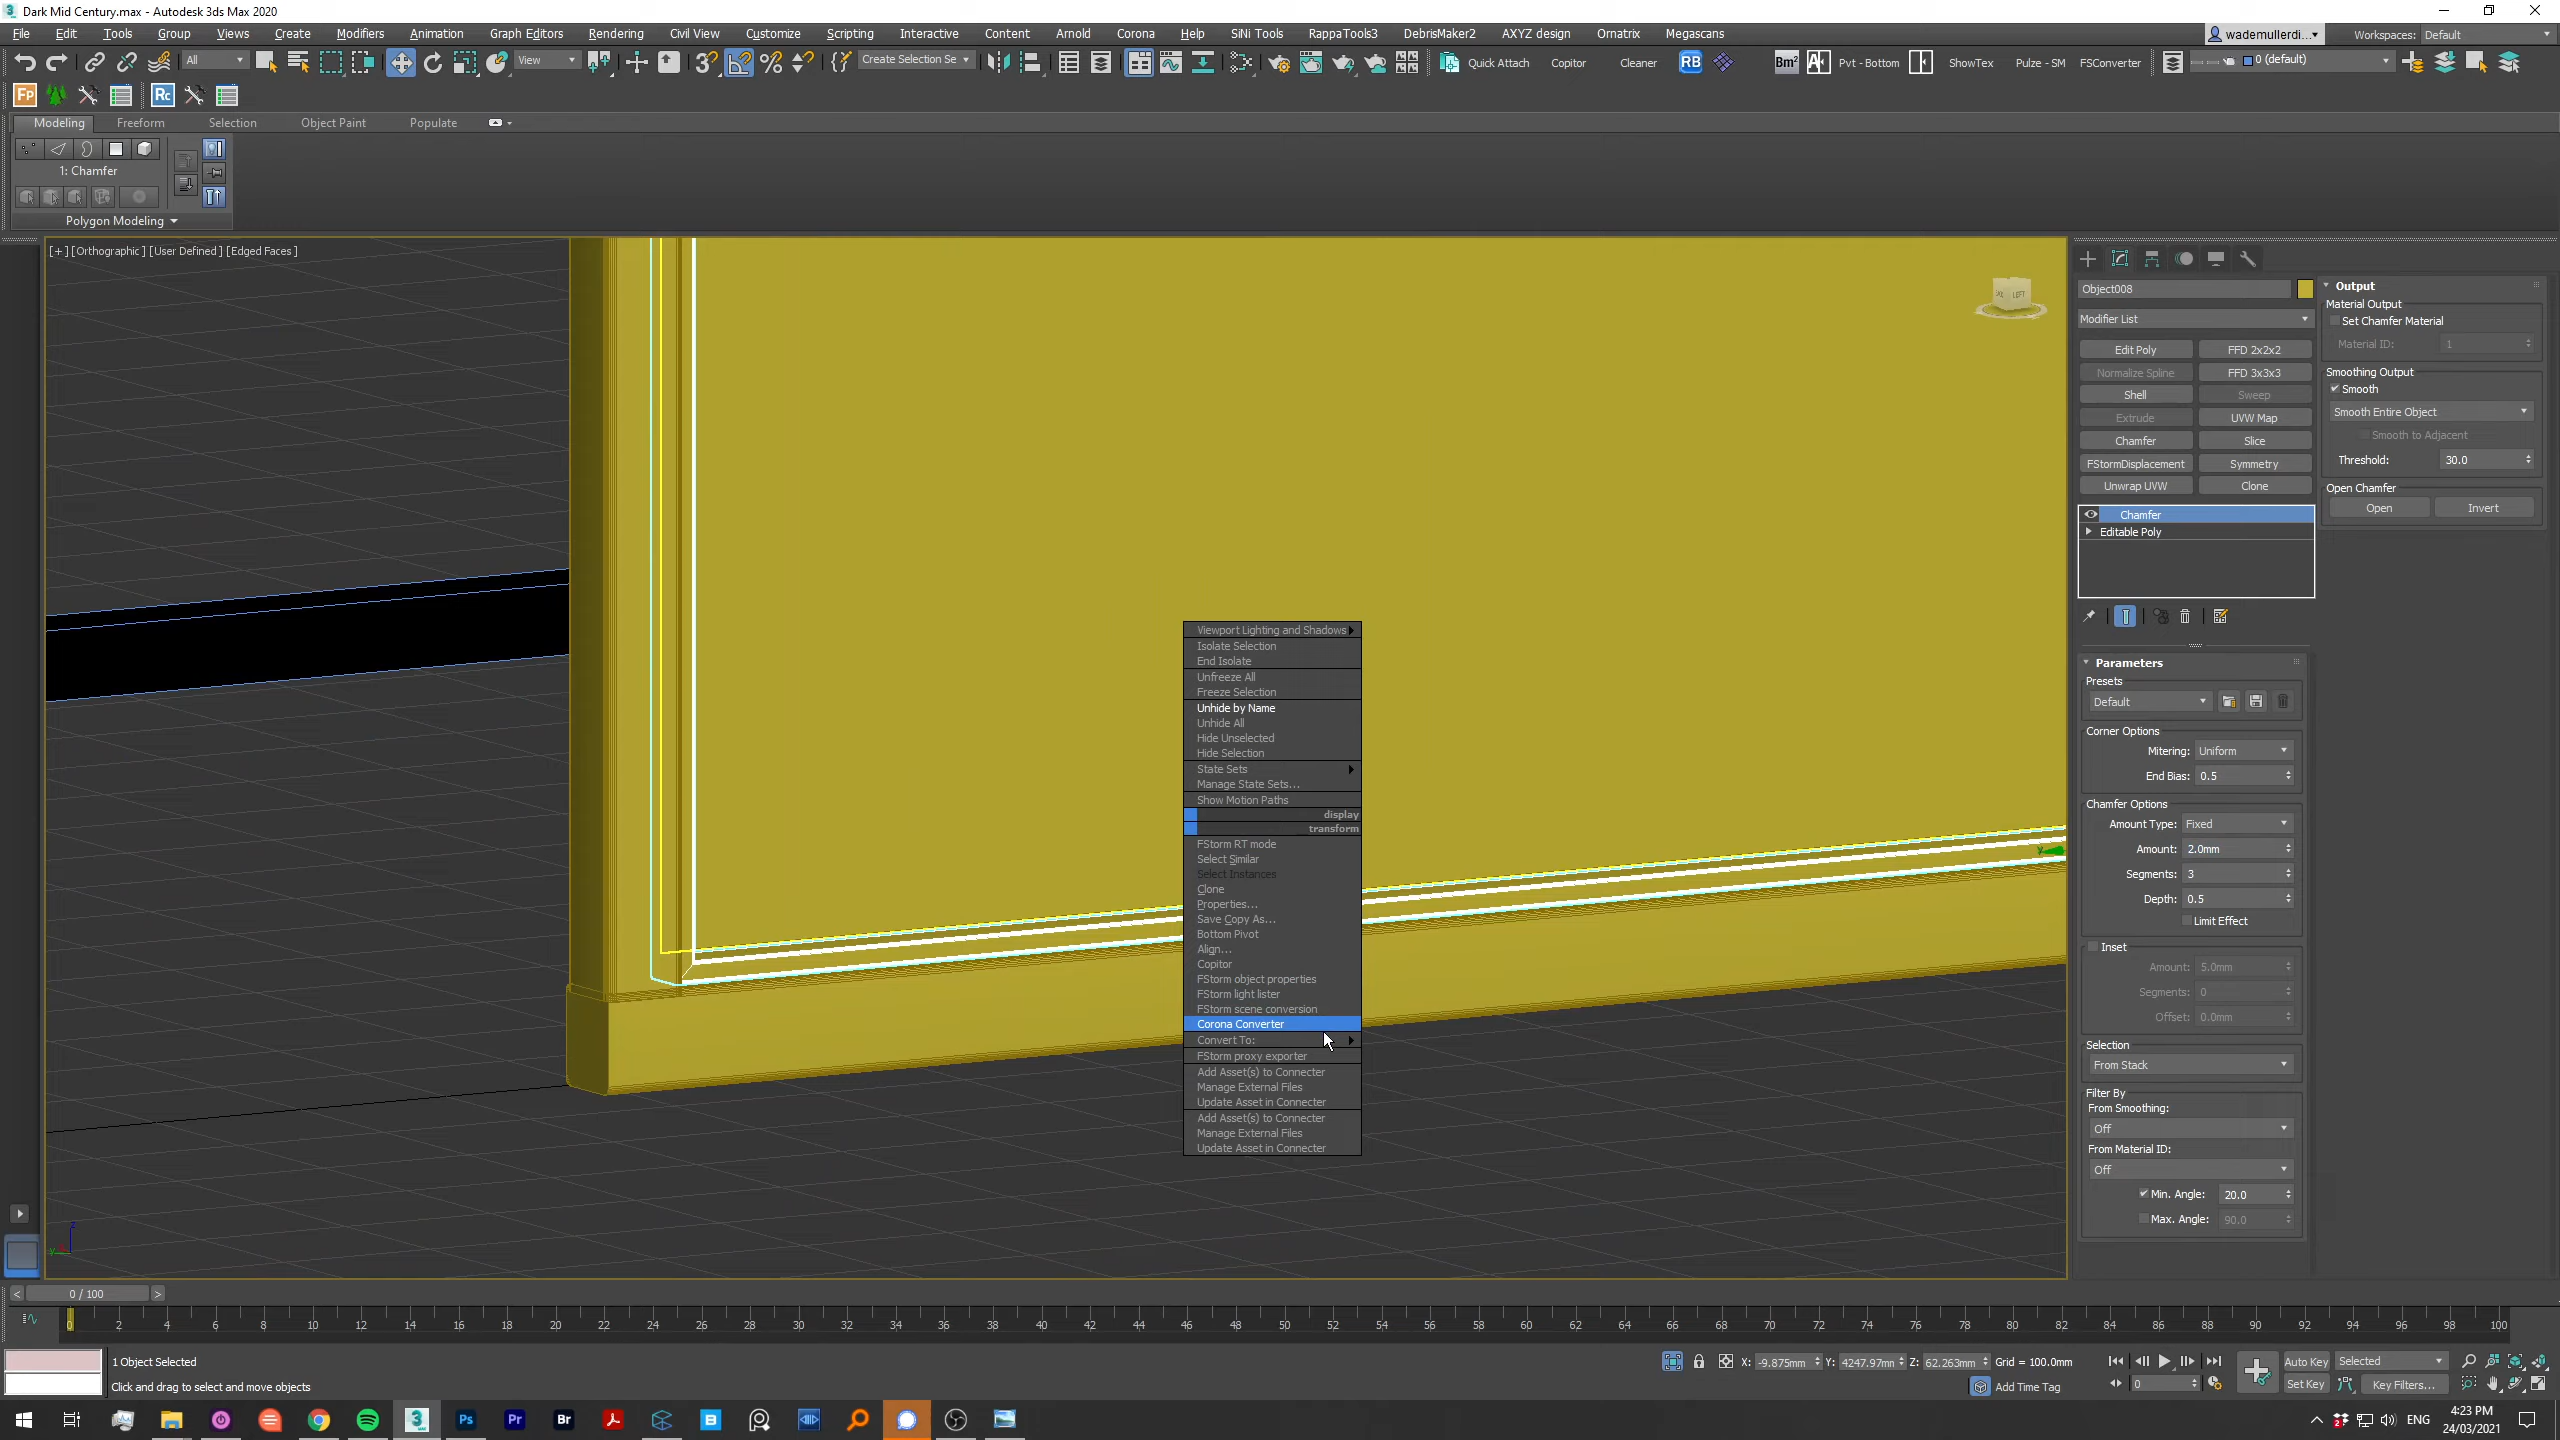 Dark Mid Century.max - Autodesk 3ds Max 2020
File Edit Tools Group Views Create Modifiers Animation Graph Editors Rendering Civil View Customize Scripting Interactive Content Arnold Corona Help SiNi Tools RappaTools3 DebrisMaker2 AXYZ design Ornatrix Megascans
wademullerdi... Workspaces: Default
All View Create Selection Se Quick Attach Copitor Cleaner RB Bm² Pvt - Bottom ShowTex Pulze - SM FSConverter 0 (default)
FP Rc
Modeling Freeform Selection Object Paint Populate
1: Chamfer
Polygon Modeling
[+] [Orthographic] [User Defined] [Edged Faces]
LEFT
Viewport Lighting and Shadows
Isolate Selection
End Isolate
Unfreeze All
Freeze Selection
Unhide by Name
Unhide All
Hide Unselected
Hide Selection
State Sets
Manage State Sets...
Show Motion Paths
display
transform
FStorm RT mode
Select Similar
Select Instances
Clone
Properties...
Save Copy As...
Bottom Pivot
Align...
Copitor
FStorm object properties
FStorm light lister
FStorm scene conversion
Corona Converter
Convert To:
FStorm proxy exporter
Add Asset(s) to Connecter
Manage External Files
Update Asset in Connecter
Add Asset(s) to Connecter
Manage External Files
Update Asset in Connecter
Object008
Modifier List
Edit Poly FFD 2x2x2
Normalize Spline FFD 3x3x3
Shell Sweep
Extrude UVW Map
Chamfer Slice
FStormDisplacement Symmetry
Unwrap UVW Clone
Chamfer
Editable Poly
Parameters
Presets
Default
Corner Options
Mitering: Uniform
End Bias: 0.5
Chamfer Options
Amount Type: Fixed
Amount: 2.0mm
Segments: 3
Depth: 0.5
Limit Effect
Inset
Amount: 5.0mm
Segments: 0
Offset: 0.0mm
Selection
From Stack
Filter By
From Smoothing:
Off
From Material ID:
Off
Min. Angle: 20.0
Max. Angle: 90.0
Output
Material Output
Set Chamfer Material
Material ID: 1
Smoothing Output
Smooth
Smooth Entire Object
Smooth to Adjacent
Threshold: 30.0
Open Chamfer
Open Invert
z
y
0 / 100
0 2 4 6 8 10 12 14 16 18 20 22 24 26 28 30 32 34 36 38 40 42 44 46 48 50 52 54 56 58 60 62 64 66 68 70 72 74 76 78 80 82 84 86 88 90 92 94 96 98 100
1 Object Selected
Click and drag to select and move objects
X: -9.875mm Y: 4247.97mm Z: 62.263mm Grid = 100.0mm
Add Time Tag
0
Auto Key Selected
Set Key Key Filters...
3 Ps Pr Br B
ENG
4:23 PM
24/03/2021